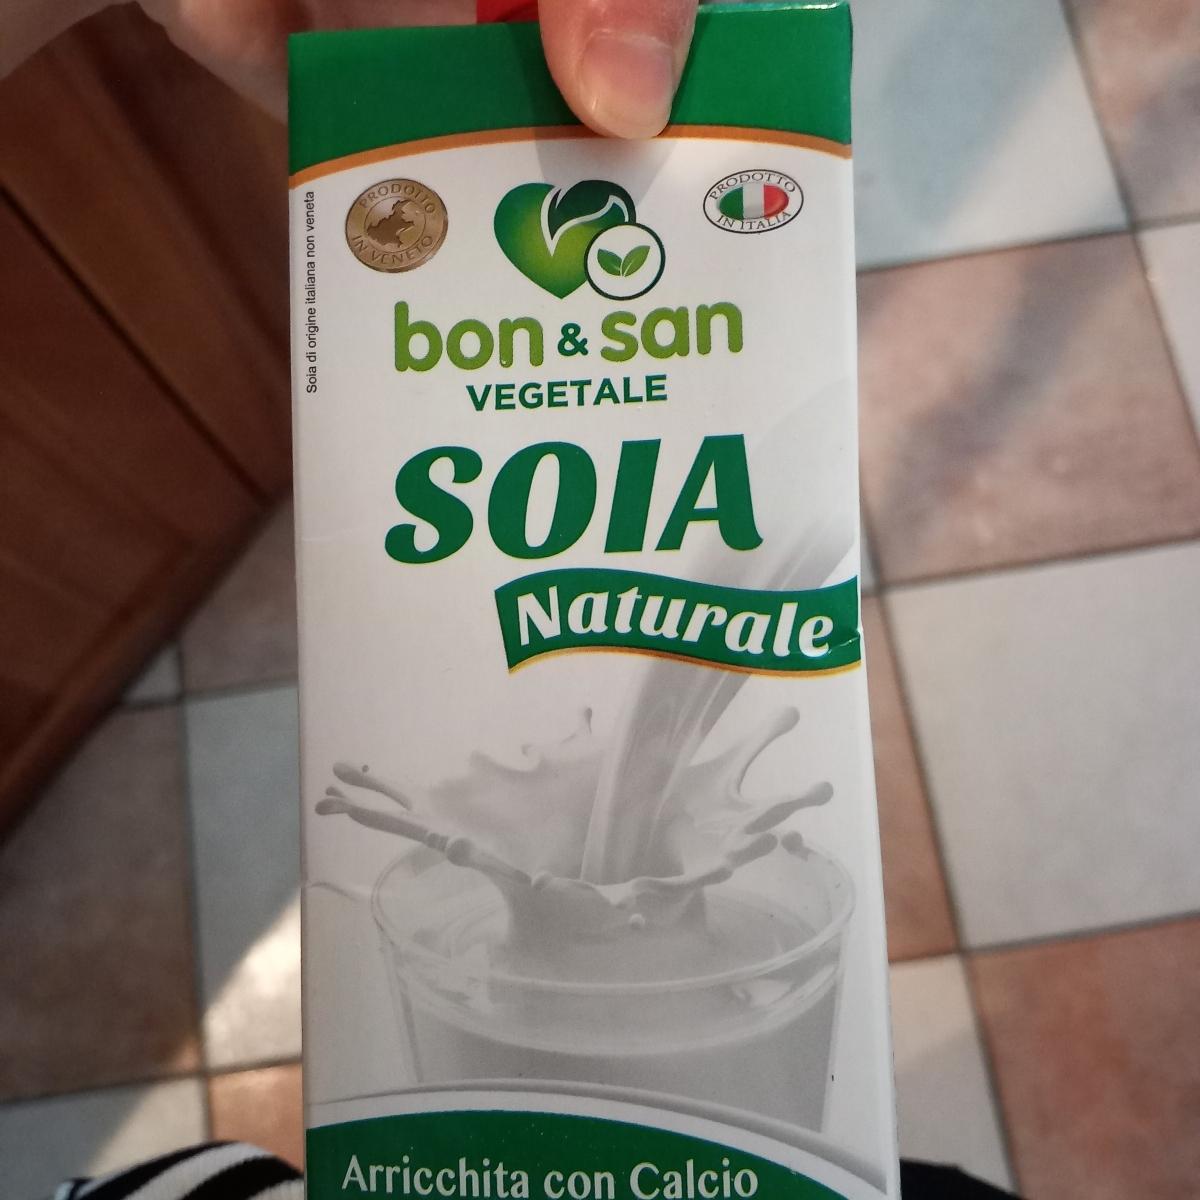 Soia di origine italiana non veneta
PRODOTTO
IN VENETO
PRODOTTO
IN ITALIA
bon & san
VEGETALE
SOIA
Naturale
Arricchita con Calcio